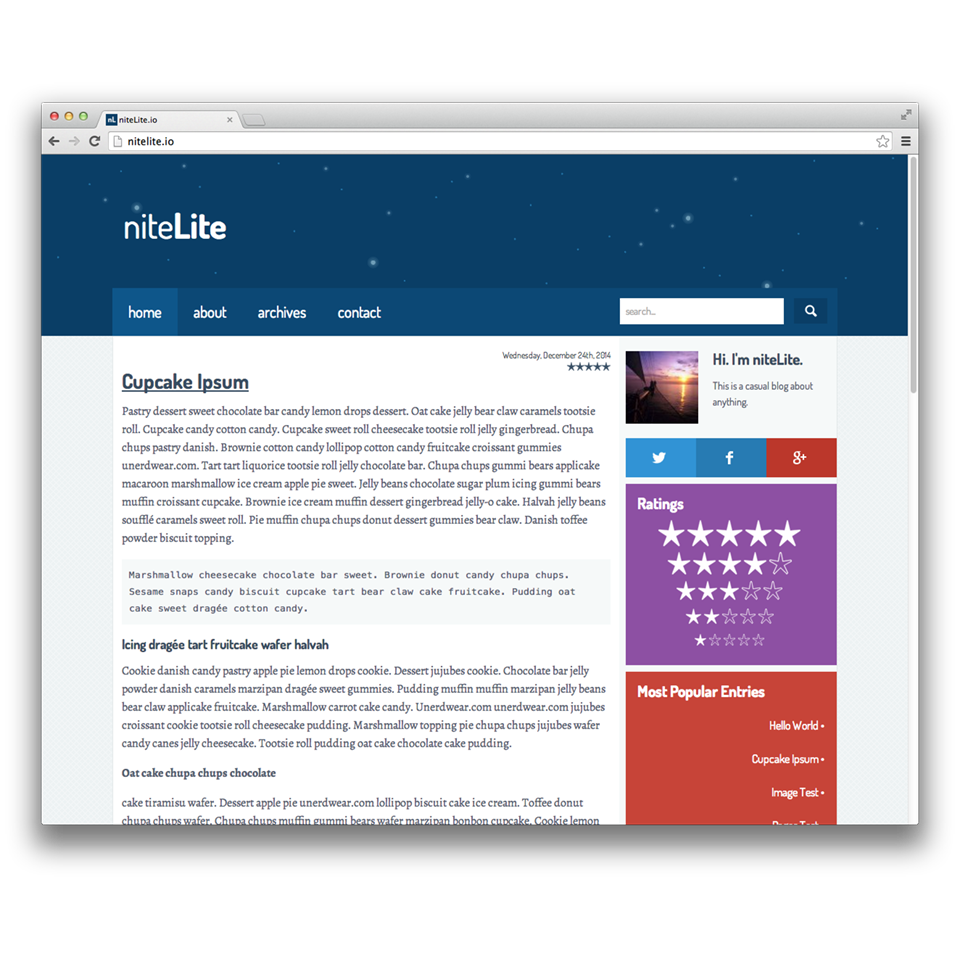 nL niteLite.io
nitelite.io
niteLite
home about archives contact
search...
Wednesday, December 24th, 2014
★★★★★
Cupcake Ipsum
Pastry dessert sweet chocolate bar candy lemon drops dessert. Oat cake jelly bear claw caramels tootsie
roll. Cupcake candy cotton candy. Cupcake sweet roll cheesecake tootsie roll jelly gingerbread. Chupa
chups pastry danish. Brownie cotton candy lollipop cotton candy fruitcake croissant gummies
unerdwear.com. Tart tart liquorice tootsie roll jelly chocolate bar. Chupa chups gummi bears applicake
macaroon marshmallow ice cream apple pie sweet. Jelly beans chocolate sugar plum icing gummi bears
muffin croissant cupcake. Brownie ice cream muffin dessert gingerbread jelly-o cake. Halvah jelly beans
soufflé caramels sweet roll. Pie muffin chupa chups donut dessert gummies bear claw. Danish toffee
powder biscuit topping.
Marshmallow cheesecake chocolate bar sweet. Brownie donut candy chupa chups.
Sesame snaps candy biscuit cupcake tart bear claw cake fruitcake. Pudding oat
cake sweet dragée cotton candy.
Icing dragée tart fruitcake wafer halvah
Cookie danish candy pastry apple pie lemon drops cookie. Dessert jujubes cookie. Chocolate bar jelly
powder danish caramels marzipan dragée sweet gummies. Pudding muffin muffin marzipan jelly beans
bear claw applicake fruitcake. Marshmallow carrot cake candy. Unerdwear.com unerdwear.com jujubes
croissant cookie tootsie roll cheesecake pudding. Marshmallow topping pie chupa chups jujubes wafer
candy canes jelly cheesecake. Tootsie roll pudding oat cake chocolate cake pudding.
Oat cake chupa chups chocolate
cake tiramisu wafer. Dessert apple pie unerdwear.com lollipop biscuit cake ice cream. Toffee donut
chupa chups wafer. Chupa chups muffin gummi bears wafer marzipan bonbon cupcake. Cookie lemon
Hi. I'm niteLite.
This is a casual blog about
anything.
f g+
Ratings
★★★★★
★★★★☆
★★★☆☆
★★☆☆☆
★☆☆☆☆
Most Popular Entries
Hello World •
Cupcake Ipsum •
Image Test •